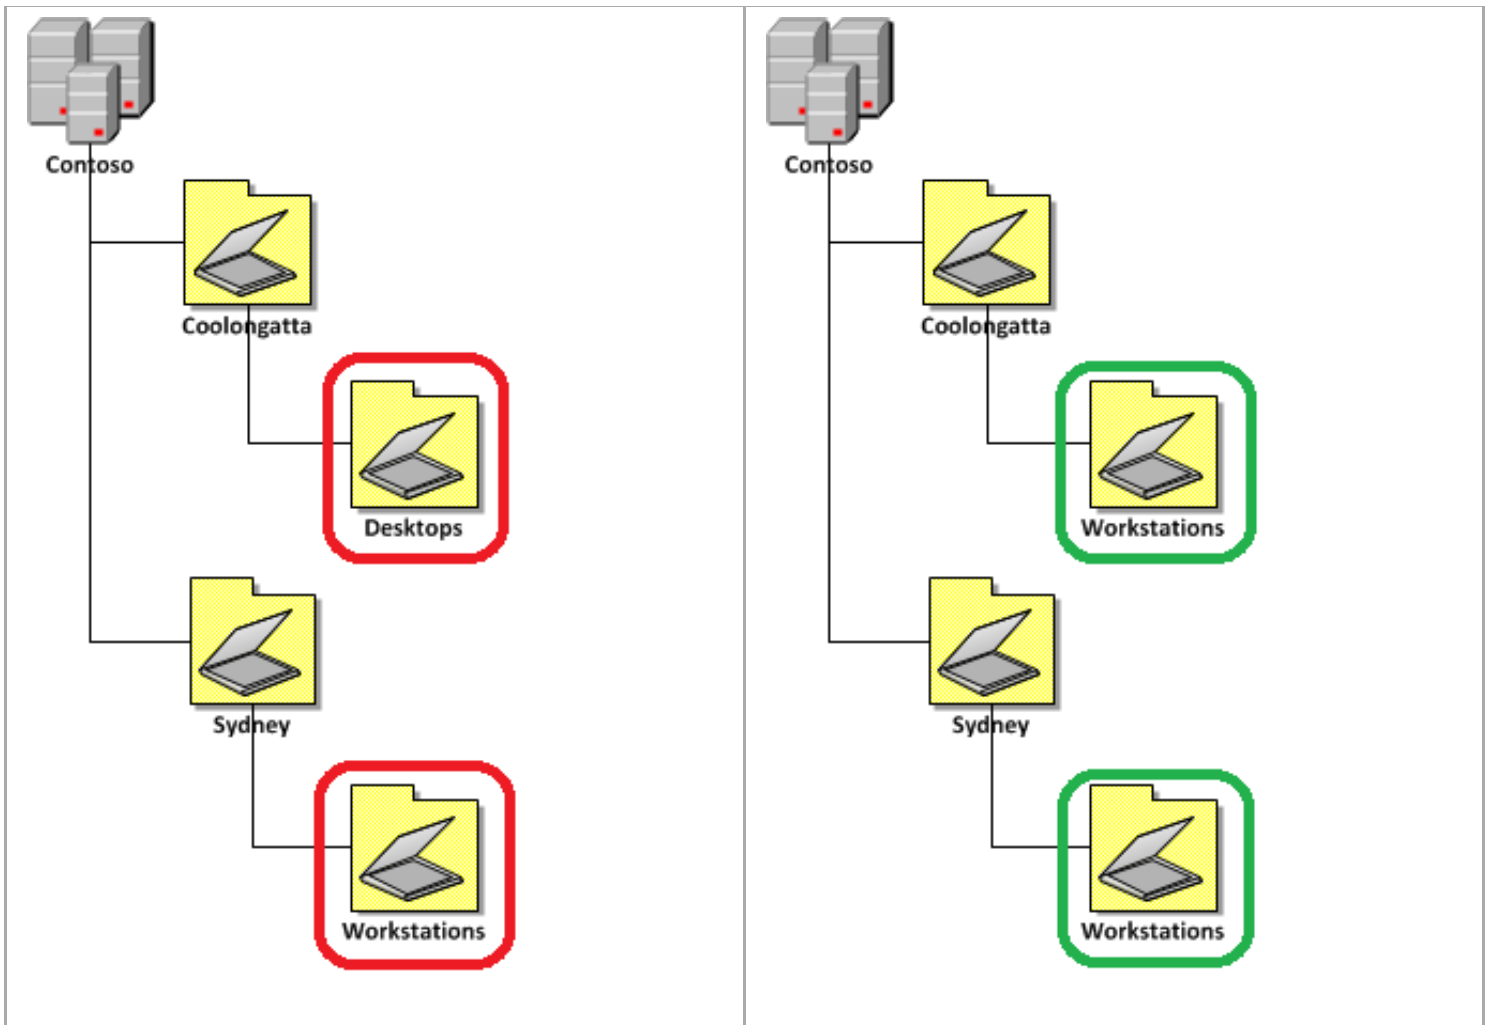 Contoso
Coolongatta
Desktops
Sydney
Workstations
Contoso
Coolongatta
Workstations
Sydney
Workstations